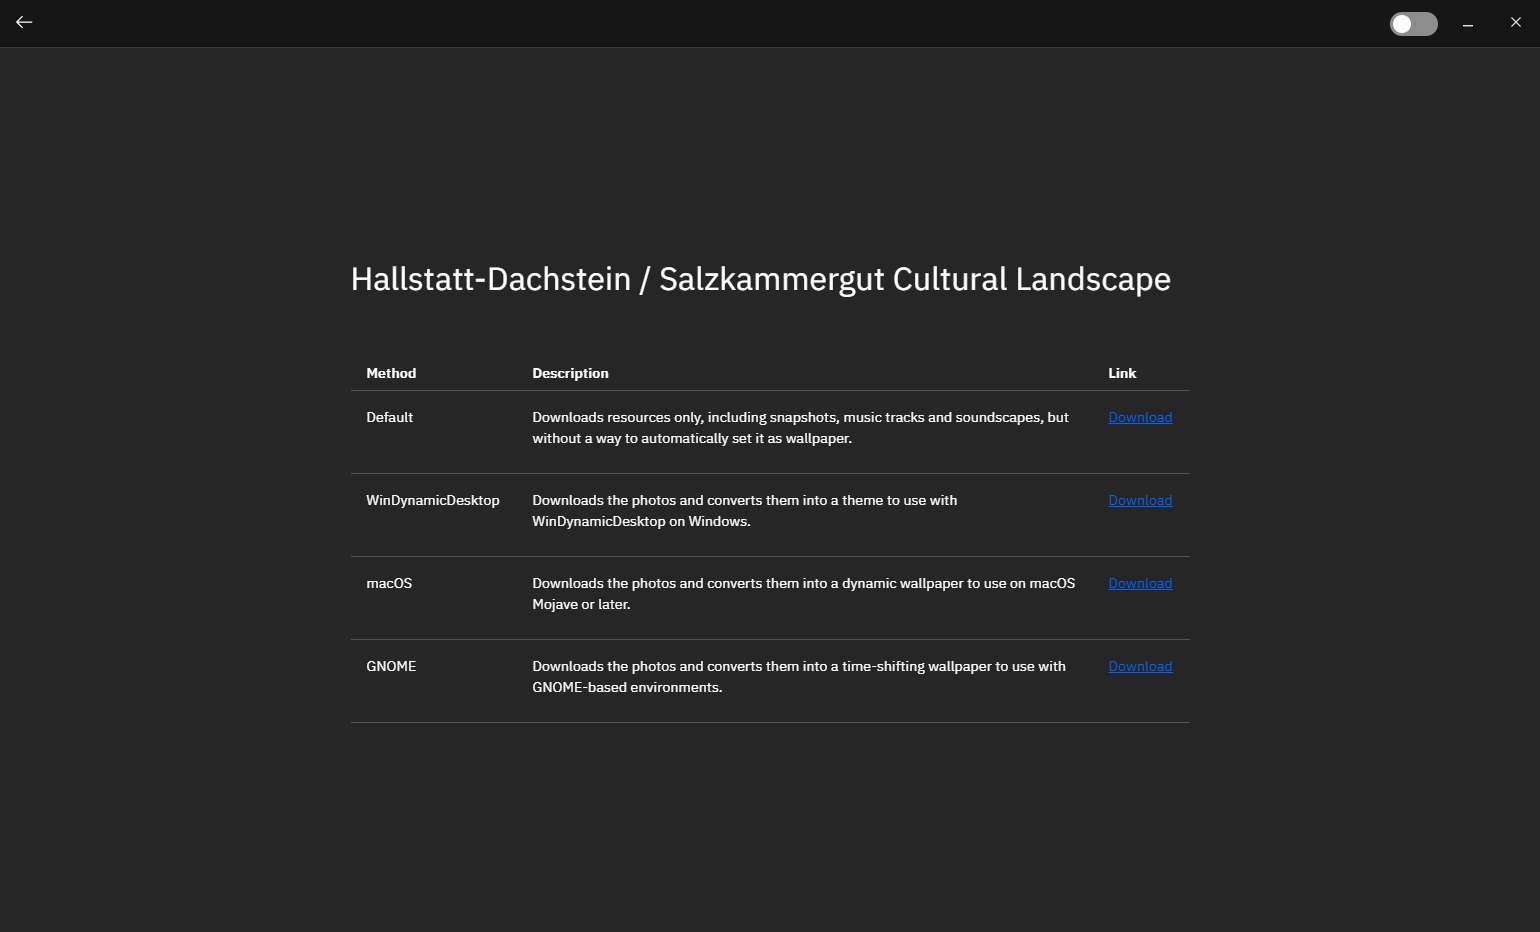 Hallstatt-Dachstein / Salzkammergut Cultural Landscape
Method Description Link
Default Downloads resources only, including snapshots, music tracks and soundscapes, but Download
without a way to automatically set it as wallpaper.
WinDynamicDesktop Downloads the photos and converts them into a theme to use with Download
WinDynamicDesktop on Windows.
macOS Downloads the photos and converts them into a dynamic wallpaper to use on macOS Download
Mojave or later.
GNOME Downloads the photos and converts them into a time-shifting wallpaper to use with Download
GNOME-based environments.